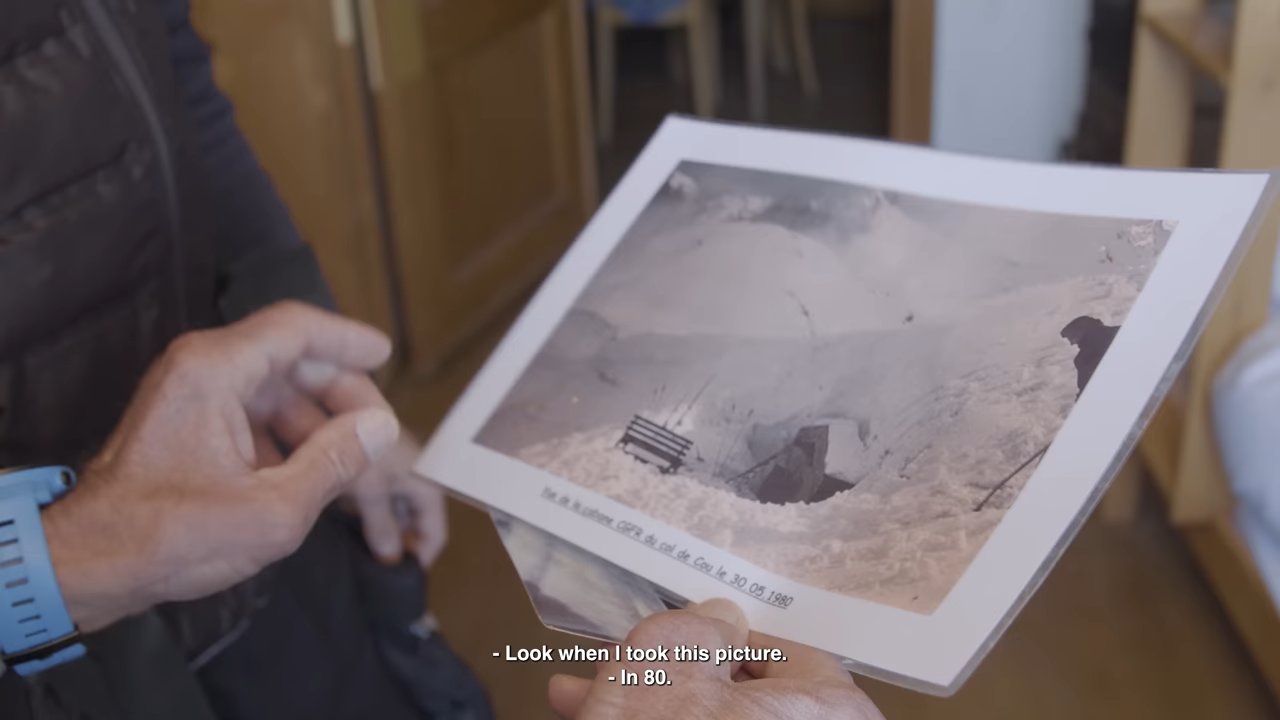 Vue de la cabane CGFR du col de Cou le 30.05.1980
- Look when I took this picture.
- In 80.